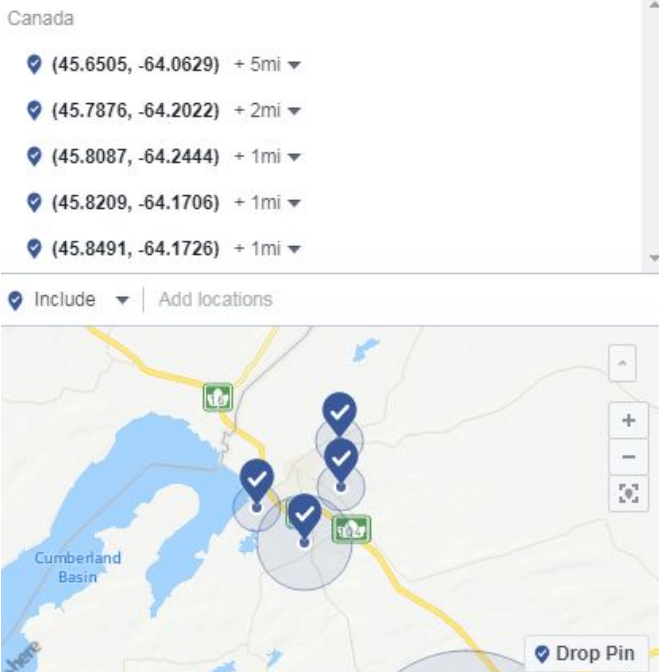 Canada
(45.6505, -64.0629) + 5mi
(45.7876, -64.2022) + 2mi
(45.8087, -64.2444) + 1mi
(45.8209, -64.1706) + 1mi
(45.8491, -64.1726) + 1mi
Include
Add locations
16
104
Cumberland
Basin
here
Drop Pin